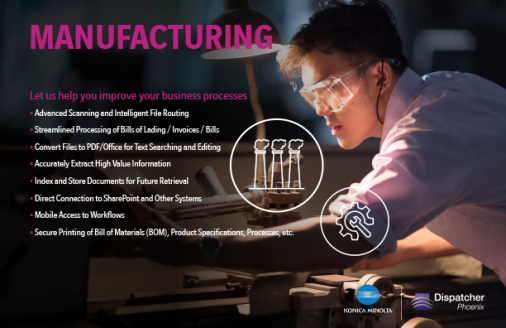 MANUFACTURING
Let us help you improve your business processes
• Advanced Scanning and Intelligent File Routing
• Streamlined Processing of Bills of Lading / Invoices / Bills
• Convert Files to PDF/Office for Text Searching and Editing
• Accurately Extract High Value Information
• Index and Store Documents for Future Retrieval
• Direct Connection to SharePoint and Other Systems
• Mobile Access to Workflows
• Secure Printing of Bill of Materials (BOM), Product Specifications, Processes, etc.
KONICA MINOLTA
Dispatcher
Phoenix